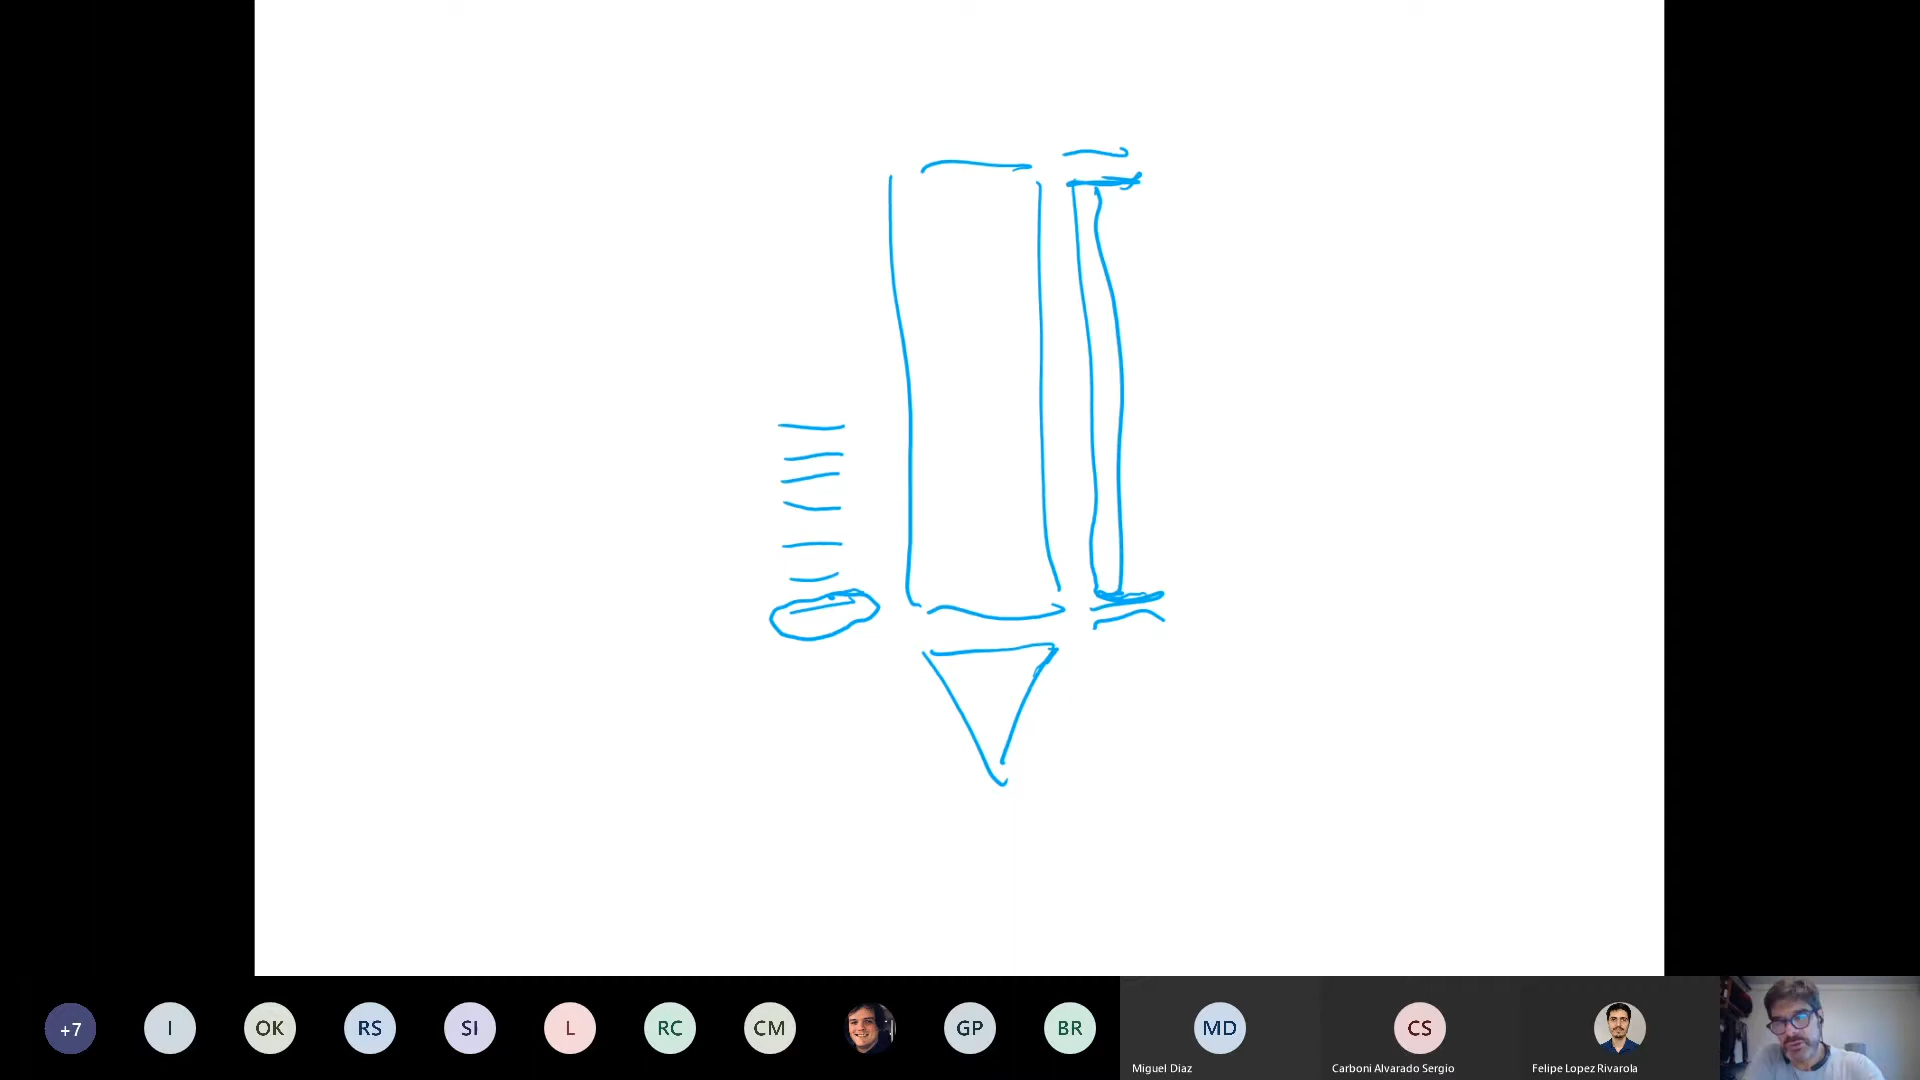 +7
I
OK
RS
SI
L
RC
CM
GP
BR
MD
Miguel Diaz
CS
Carboni Alvarado Sergio
Felipe Lopez Rivarola